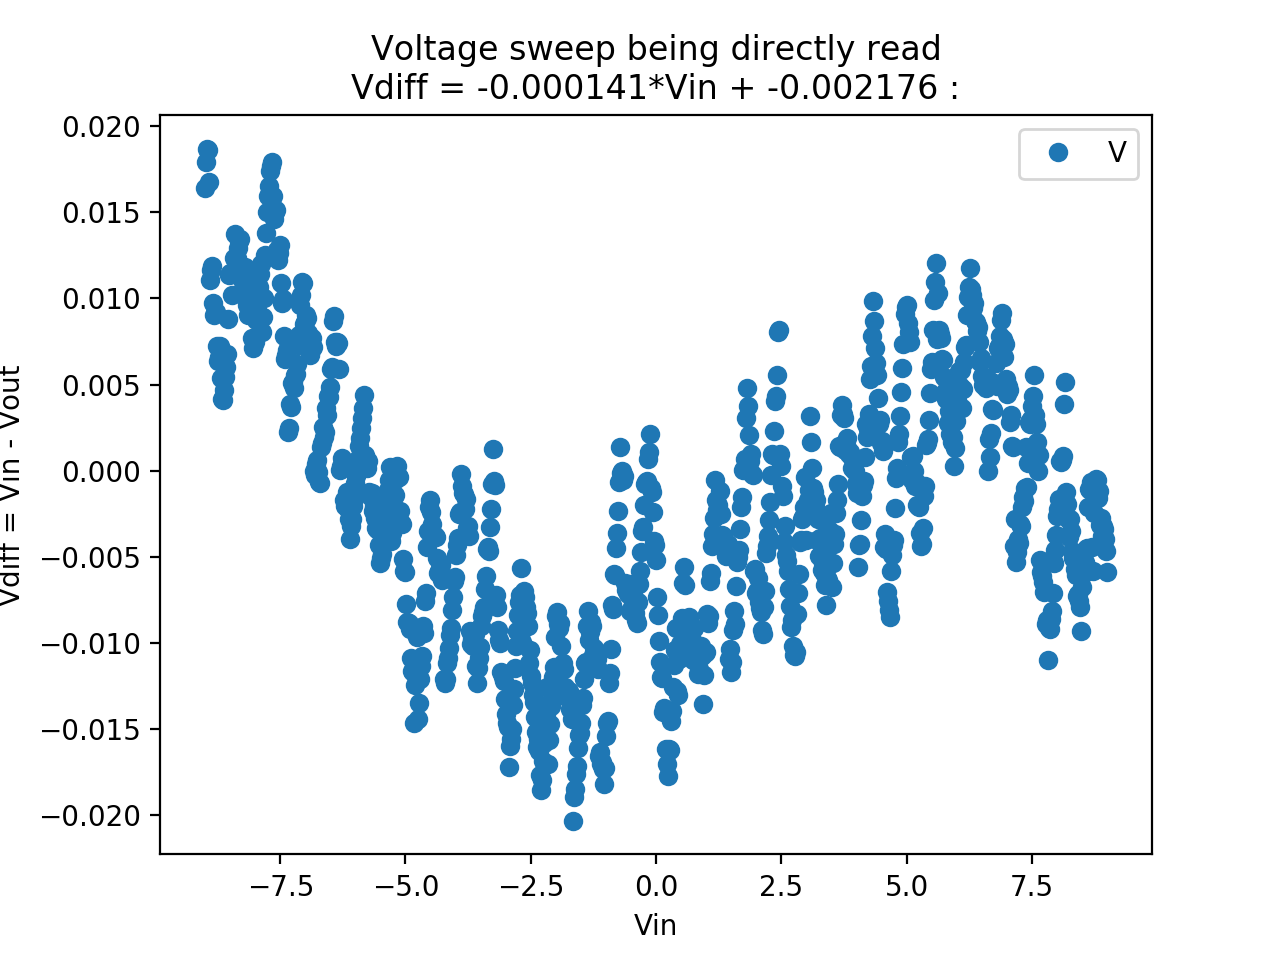 Voltage sweep being directly read
Vdiff = -0.000141*Vin + -0.002176 :
V
0.020
0.015
0.010
0.005
0.000
−0.005
−0.010
−0.015
−0.020
Vdiff = Vin - Vout
−7.5 −5.0 −2.5 0.0 2.5 5.0 7.5
Vin